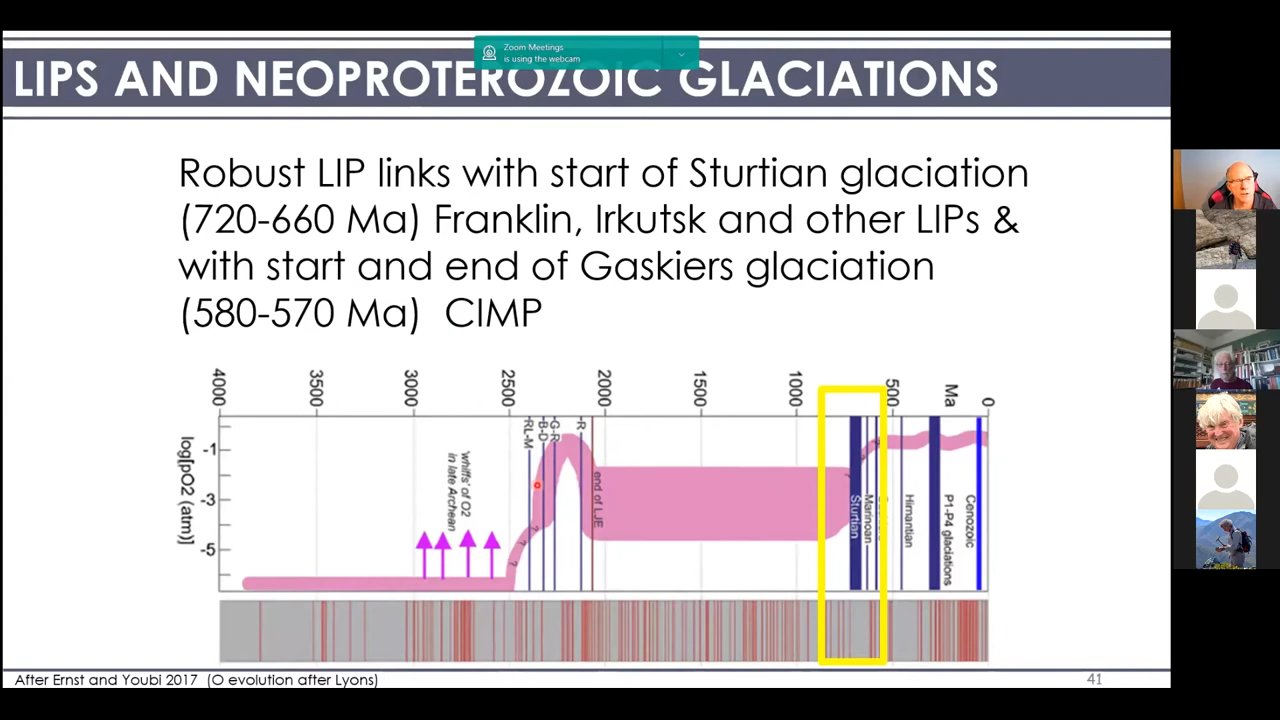 Zoom Meetings
is using the webcam
LIPS AND NEOPROTEROZOIC GLACIATIONS
Robust LIP links with start of Sturtian glaciation
(720-660 Ma) Franklin, Irkutsk and other LIPs &
with start and end of Gaskiers glaciation
(580-570 Ma) CIMP
4000 3500 3000 2500 2000 1500 1000 500 Ma 0
log[pO2 (atm)]
-1
-3
-5
'whiffs' of O2
in late Archean
-RL-M
-B-D
-G-R
-R
end of LJE
Sturtian
Marinoan
Hirnantian
P1-P4 glaciations
Cenozoic
? ? ?
After Ernst and Youbi 2017 (O evolution after Lyons)
41